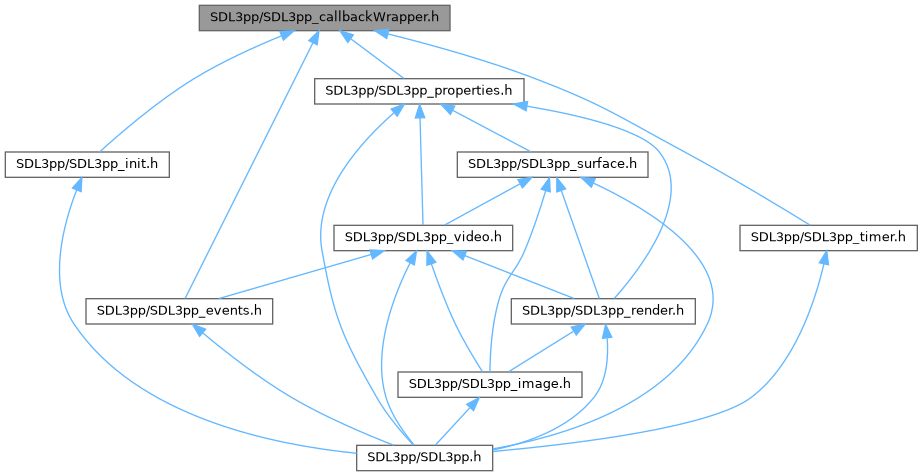 SDL3pp/SDL3pp_callbackWrapper.h
SDL3pp/SDL3pp_properties.h
SDL3pp/SDL3pp_init.h
SDL3pp/SDL3pp_surface.h
SDL3pp/SDL3pp_video.h
SDL3pp/SDL3pp_timer.h
SDL3pp/SDL3pp_events.h
SDL3pp/SDL3pp_render.h
SDL3pp/SDL3pp_image.h
SDL3pp/SDL3pp.h